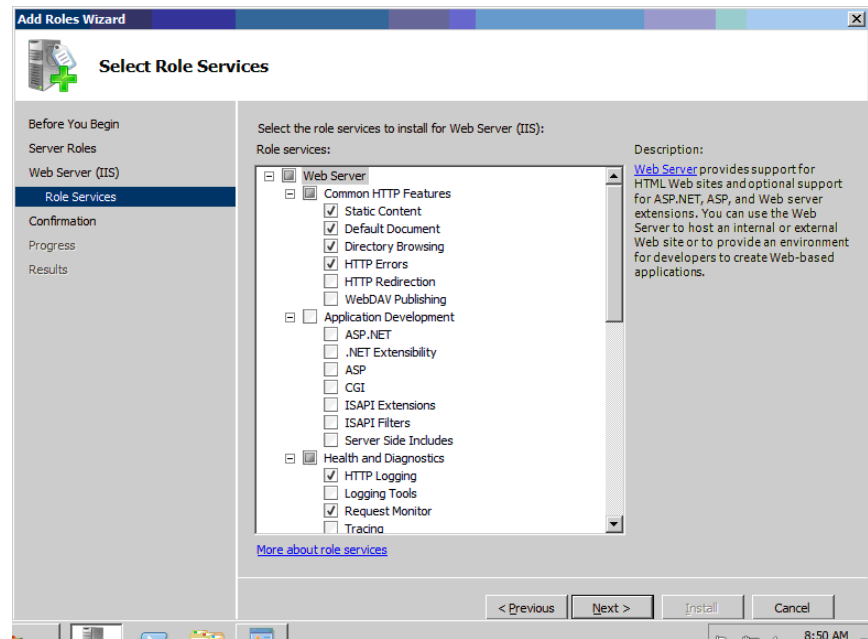 Add Roles Wizard
Select Role Services
Before You Begin
Server Roles
Web Server (IIS)
Role Services
Confirmation
Progress
Results
Select the role services to install for Web Server (IIS):
Role services:
Web Server
Common HTTP Features
Static Content
Default Document
Directory Browsing
HTTP Errors
HTTP Redirection
WebDAV Publishing
Application Development
ASP.NET
.NET Extensibility
ASP
CGI
ISAPI Extensions
ISAPI Filters
Server Side Includes
Health and Diagnostics
HTTP Logging
Logging Tools
Request Monitor
Tracing
More about role services
Description:
Web Server provides support for
HTML Web sites and optional support
for ASP.NET, ASP, and Web server
extensions. You can use the Web
Server to host an internal or external
Web site or to provide an environment
for developers to create Web-based
applications.
< Previous
Next >
Install
Cancel
8:50 AM